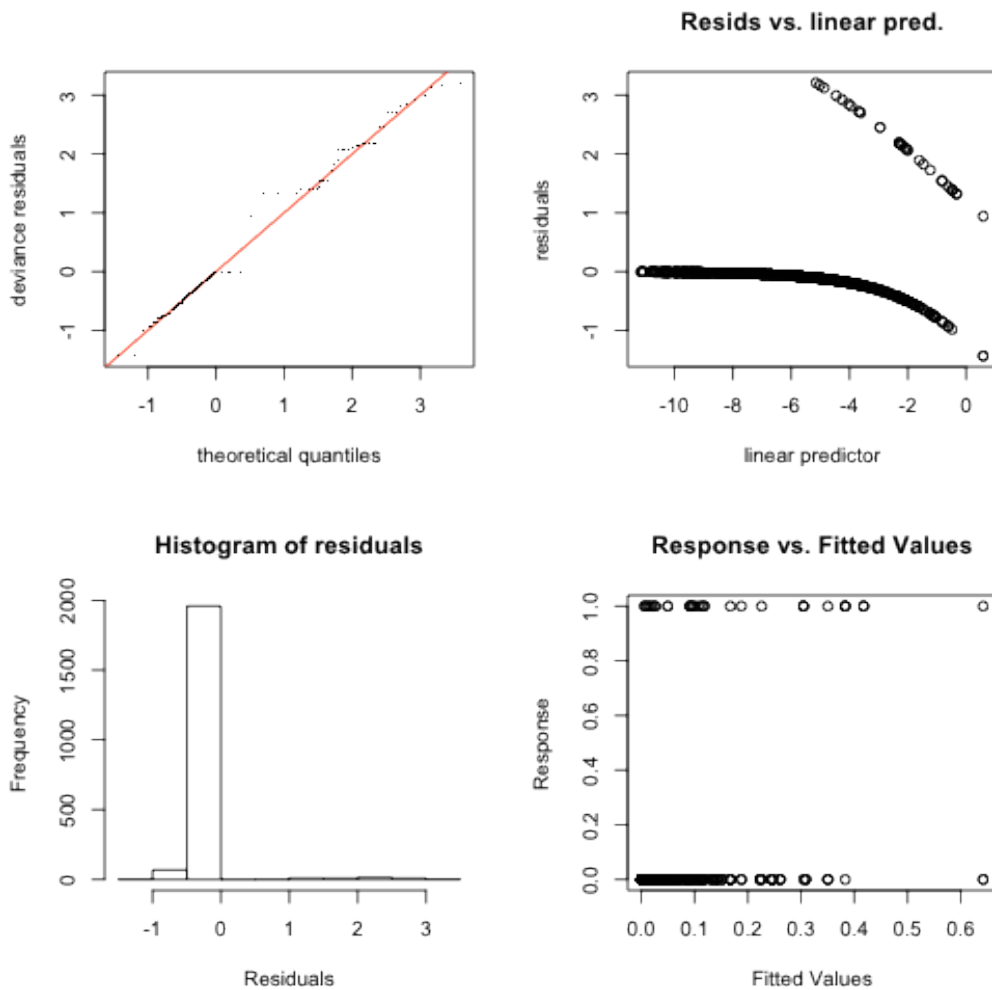 deviance residuals
3
2
1
0
-1
-1 0 1 2 3
theoretical quantiles
Resids vs. linear pred.
residuals
3
2
1
0
-1
-10 -8 -6 -4 -2 0
linear predictor
Histogram of residuals
Frequency
2000
1500
1000
500
0
-1 0 1 2 3
Residuals
Response vs. Fitted Values
Response
1.0
0.8
0.6
0.4
0.2
0.0
0.0 0.1 0.2 0.3 0.4 0.5 0.6
Fitted Values